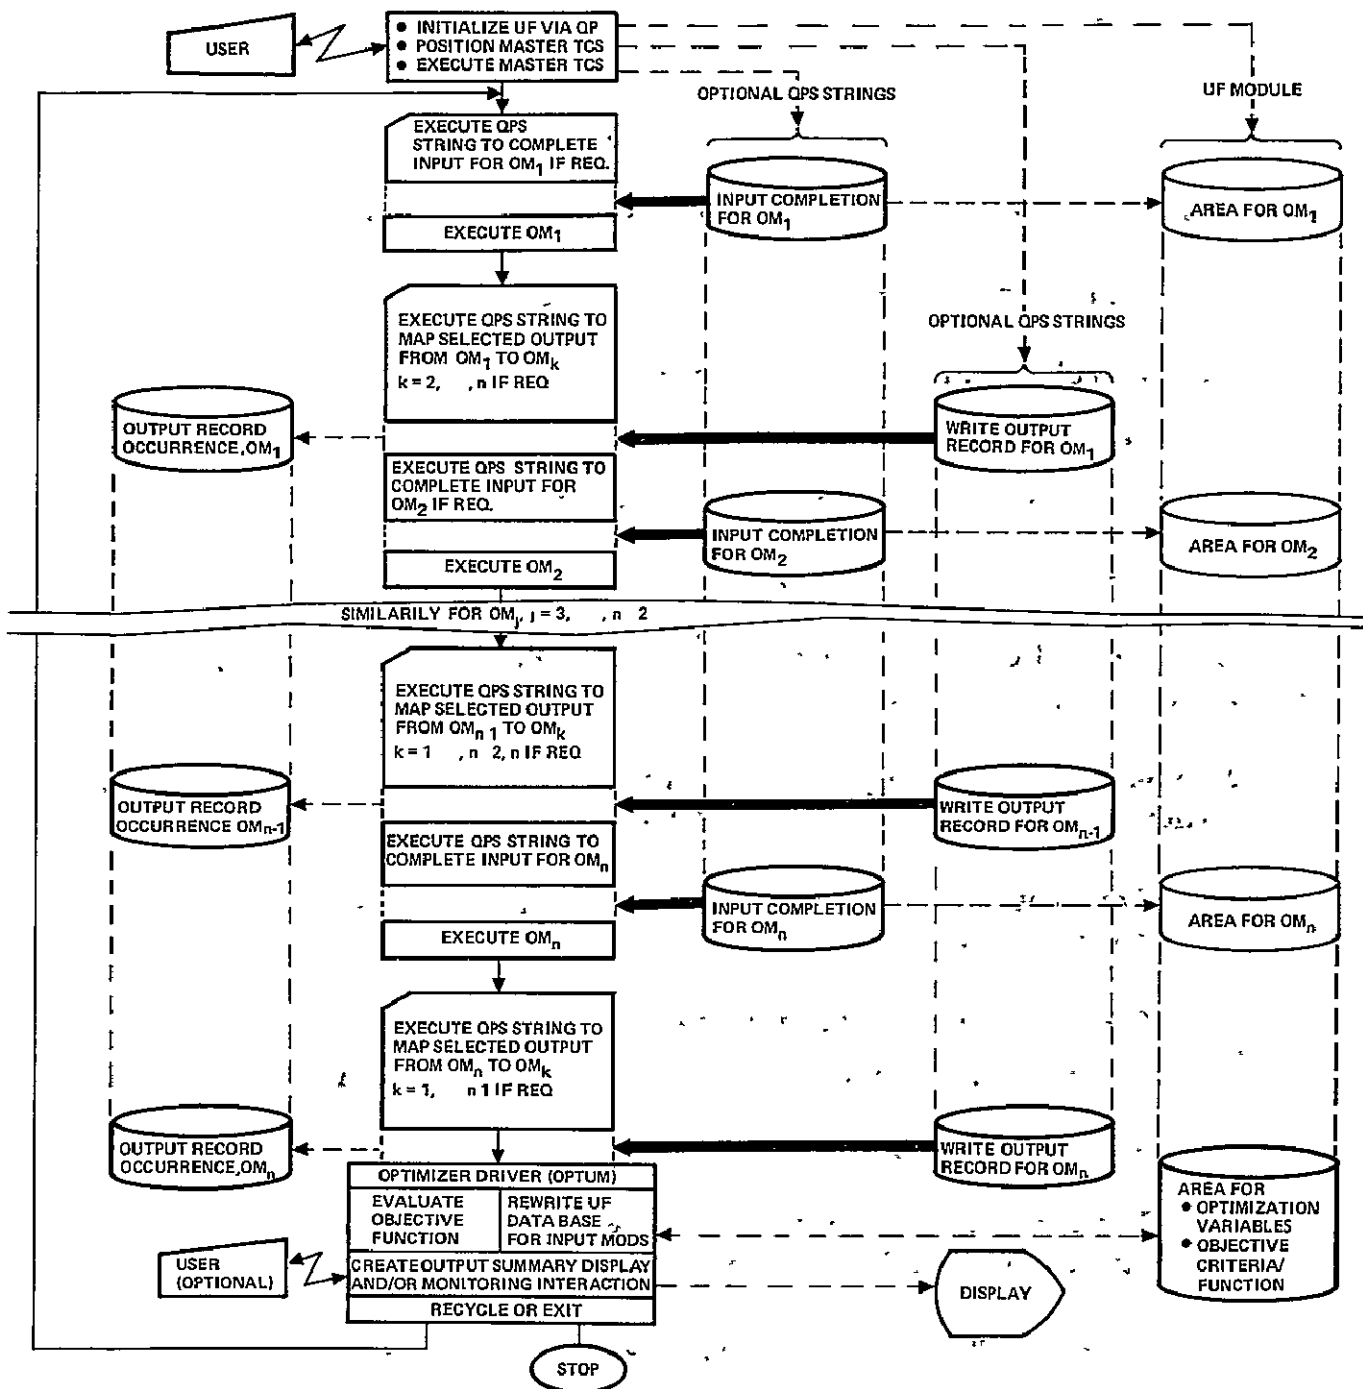 USER
• INITIALIZE UF VIA QP
• POSITION MASTER TCS
• EXECUTE MASTER TCS
OPTIONAL QPS STRINGS
UF MODULE
EXECUTE QPS
STRING TO COMPLETE
INPUT FOR OM1 IF REQ.
INPUT COMPLETION
FOR OM1
AREA FOR OM1
EXECUTE OM1
EXECUTE QPS STRING TO
MAP SELECTED OUTPUT
FROM OM1 TO OMk
k = 2, , n IF REQ
OPTIONAL QPS STRINGS
OUTPUT RECORD
OCCURRENCE, OM1
WRITE OUTPUT
RECORD FOR OM1
EXECUTE QPS STRING TO
COMPLETE INPUT FOR
OM2 IF REQ.
INPUT COMPLETION
FOR OM2
AREA FOR OM2
EXECUTE OM2
SIMILARILY FOR OMj, j = 3, , n 2
EXECUTE QPS STRING TO
MAP SELECTED OUTPUT
FROM OMn 1 TO OMk
k = 1 , n 2, n IF REQ
OUTPUT RECORD
OCCURRENCE OMn-1
WRITE OUTPUT
RECORD FOR OMn-1
EXECUTE QPS STRING TO
COMPLETE INPUT FOR OMn
INPUT COMPLETION
FOR OMn
AREA FOR OMn
EXECUTE OMn
EXECUTE QPS STRING TO
MAP SELECTED OUTPUT
FROM OMn TO OMk
k = 1, n 1 IF REQ
OUTPUT RECORD
OCCURRENCE, OMn
WRITE OUTPUT
RECORD FOR OMn
OPTIMIZER DRIVER (OPTUM)
EVALUATE
OBJECTIVE
FUNCTION
REWRITE UF
DATA BASE
FOR INPUT MODS
AREA FOR
• OPTIMIZATION
VARIABLES
• OBJECTIVE
CRITERIA/
FUNCTION
USER
(OPTIONAL)
CREATE OUTPUT SUMMARY DISPLAY
AND/OR MONITORING INTERACTION
DISPLAY
RECYCLE OR EXIT
STOP